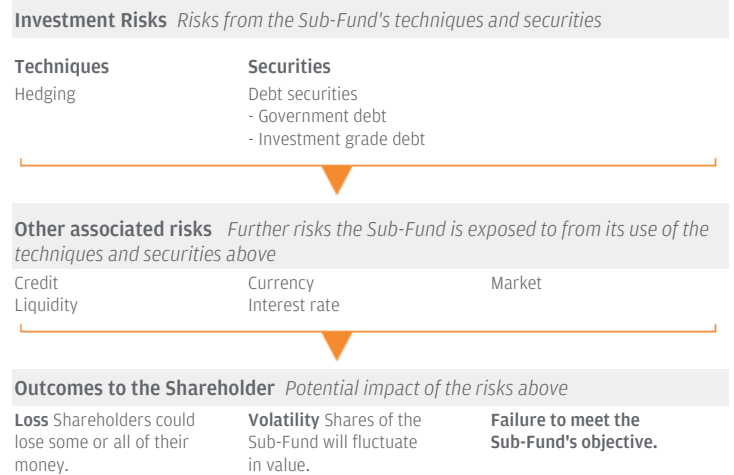 Investment Risks Risks from the Sub-Fund's techniques and securities
Techniques
Hedging
Securities
Debt securities
- Government debt
- Investment grade debt
Other associated risks Further risks the Sub-Fund is exposed to from its use of the
techniques and securities above
Credit
Liquidity
Currency
Interest rate
Market
Outcomes to the Shareholder Potential impact of the risks above
Loss Shareholders could
lose some or all of their
money.
Volatility Shares of the
Sub-Fund will fluctuate
in value.
Failure to meet the
Sub-Fund's objective.